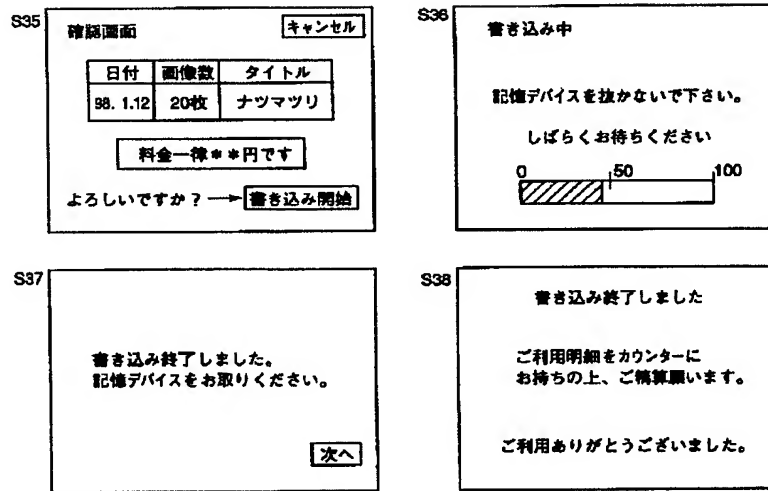 S35
確認画面 キャンセル
日付 画像数 タイトル
98. 1.12 20枚 ナツマツリ
料金一律**円です
よろしいですか？→書き込み開始
S36
書き込み中
記憶デバイスを抜かないで下さい。
しばらくお待ちください
0 50 100
S37
書き込み終了しました。
記憶デバイスをお取りください。
次へ
S38
書き込み終了しました
ご利用明細をカウンターに
お持ちの上、ご精算願います。
ご利用ありがとうございました。